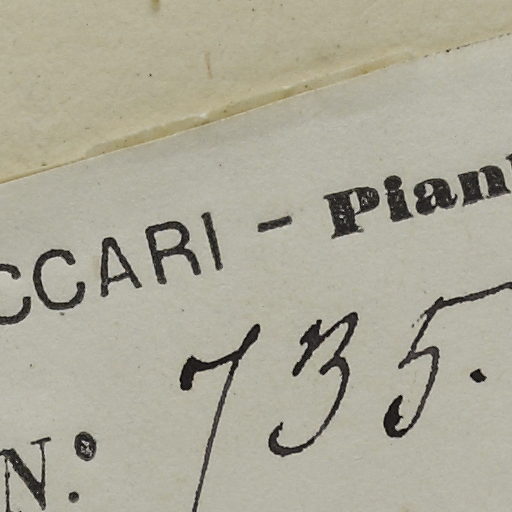 CCARI - Pian
N.º 735.